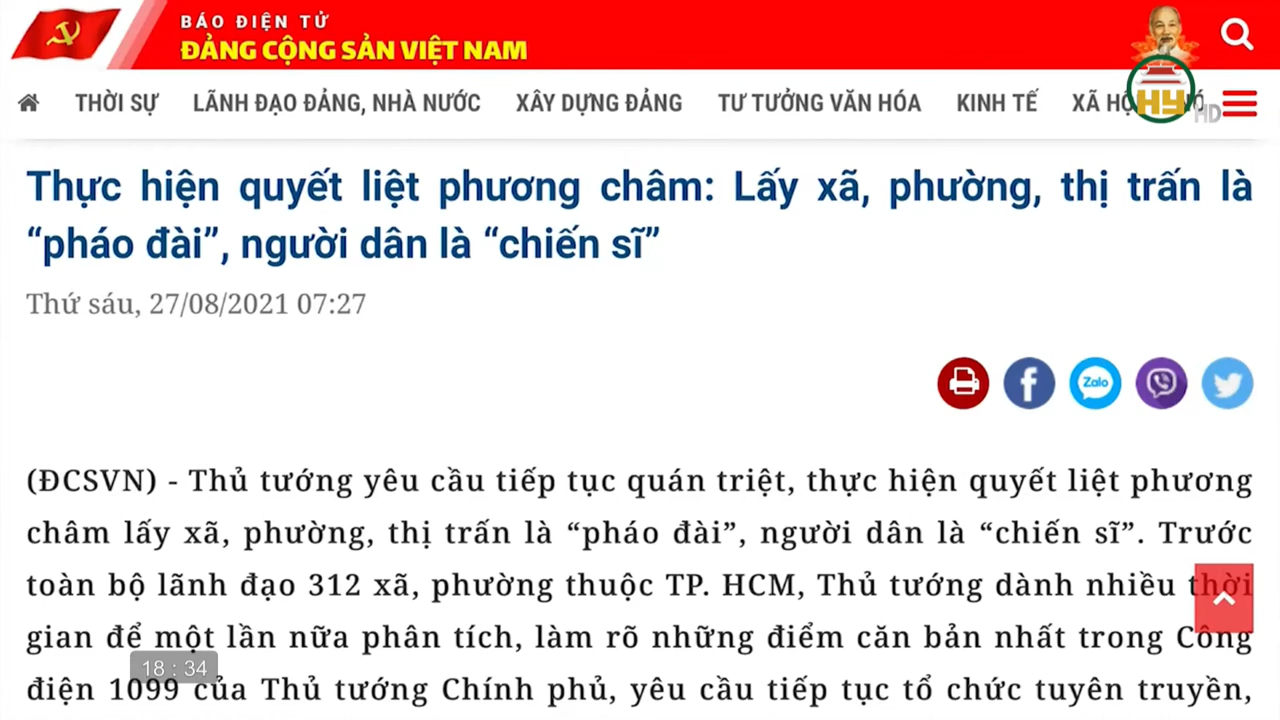 BÁO ĐIỆN TỬ
ĐẢNG CỘNG SẢN VIỆT NAM
THỜI SỰ LÃNH ĐẠO ĐẢNG, NHÀ NƯỚC XÂY DỰNG ĐẢNG TƯ TƯỞNG VĂN HÓA KINH TẾ XÃ
HY HD
Thực hiện quyết liệt phương châm: Lấy xã, phường, thị trấn là
“pháo đài”, người dân là “chiến sĩ”
Thứ sáu, 27/08/2021 07:27
Zalo
(ĐCSVN) - Thủ tướng yêu cầu tiếp tục quán triệt, thực hiện quyết liệt phương
châm lấy xã, phường, thị trấn là “pháo đài”, người dân là “chiến sĩ”. Trước
toàn bộ lãnh đạo 312 xã, phường thuộc TP. HCM, Thủ tướng dành nhiều thời
gian để một lần nữa phân tích, làm rõ những điểm căn bản nhất trong Công
18 : 34
điện 1099 của Thủ tướng Chính phủ, yêu cầu tiếp tục tổ chức tuyên truyền,